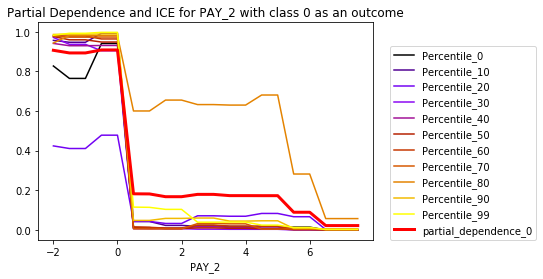 Partial Dependence and ICE for PAY_2 with class 0 as an outcome
1.0
0.8
0.6
0.4
0.2
0.0
−2
0
2
4
6
PAY_2
Percentile_0
Percentile_10
Percentile_20
Percentile_30
Percentile_40
Percentile_50
Percentile_60
Percentile_70
Percentile_80
Percentile_90
Percentile_99
partial_dependence_0